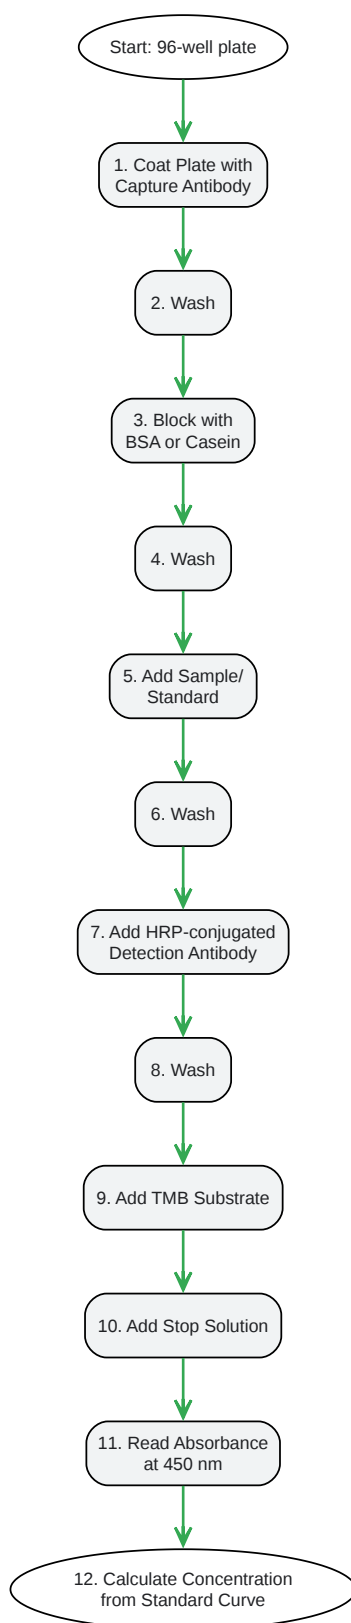 Start: 96-well plate
1. Coat Plate with
Capture Antibody
2. Wash
3. Block with
BSA or Casein
4. Wash
5. Add Sample/
Standard
6. Wash
7. Add HRP-conjugated
Detection Antibody
8. Wash
9. Add TMB Substrate
10. Add Stop Solution
11. Read Absorbance
at 450 nm
12. Calculate Concentration
from Standard Curve